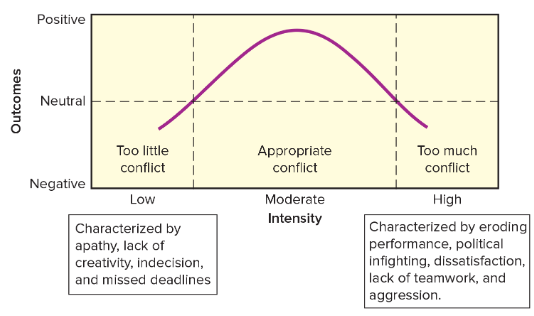 Positive
Outcomes
Neutral
Negative
Too little
conflict
Appropriate
conflict
Too much
conflict
Low
Moderate
High
Intensity
Characterized by
apathy, lack of
creativity, indecision,
and missed deadlines
Characterized by eroding
performance, political
infighting, dissatisfaction,
lack of teamwork, and
aggression.